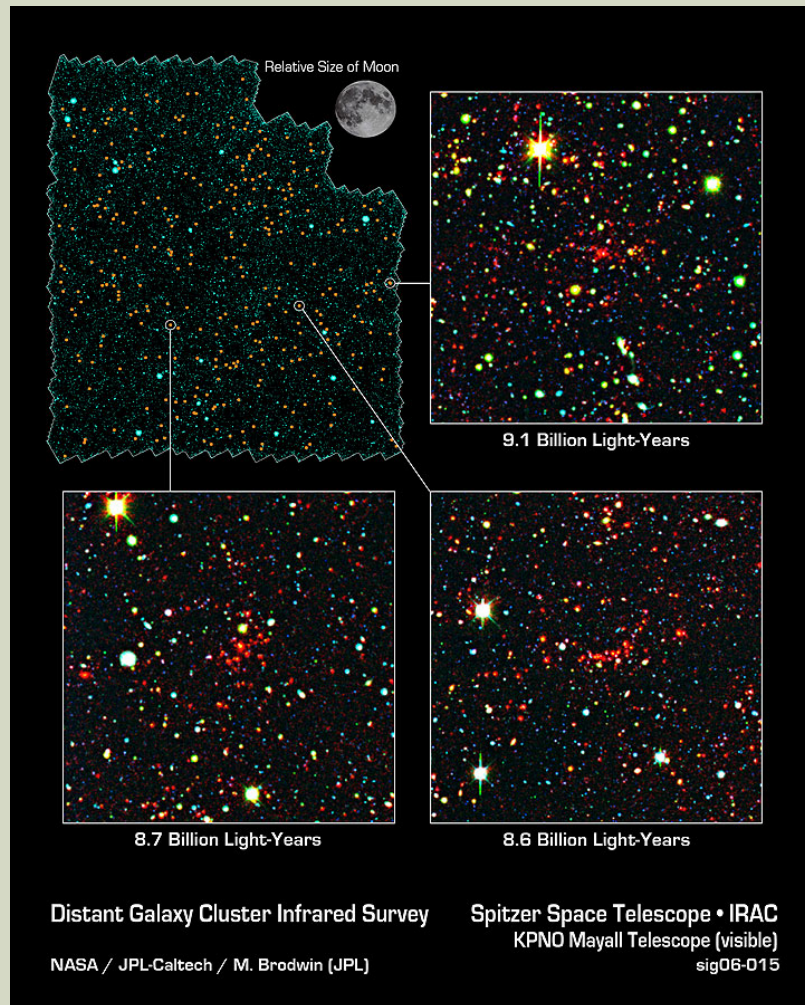 Relative Size of Moon
9.1 Billion Light-Years
8.7 Billion Light-Years
8.6 Billion Light-Years
Distant Galaxy Cluster Infrared Survey
NASA / JPL-Caltech / M. Brodwin (JPL)
Spitzer Space Telescope • IRAC
KPNO Mayall Telescope (visible)
sig06-015